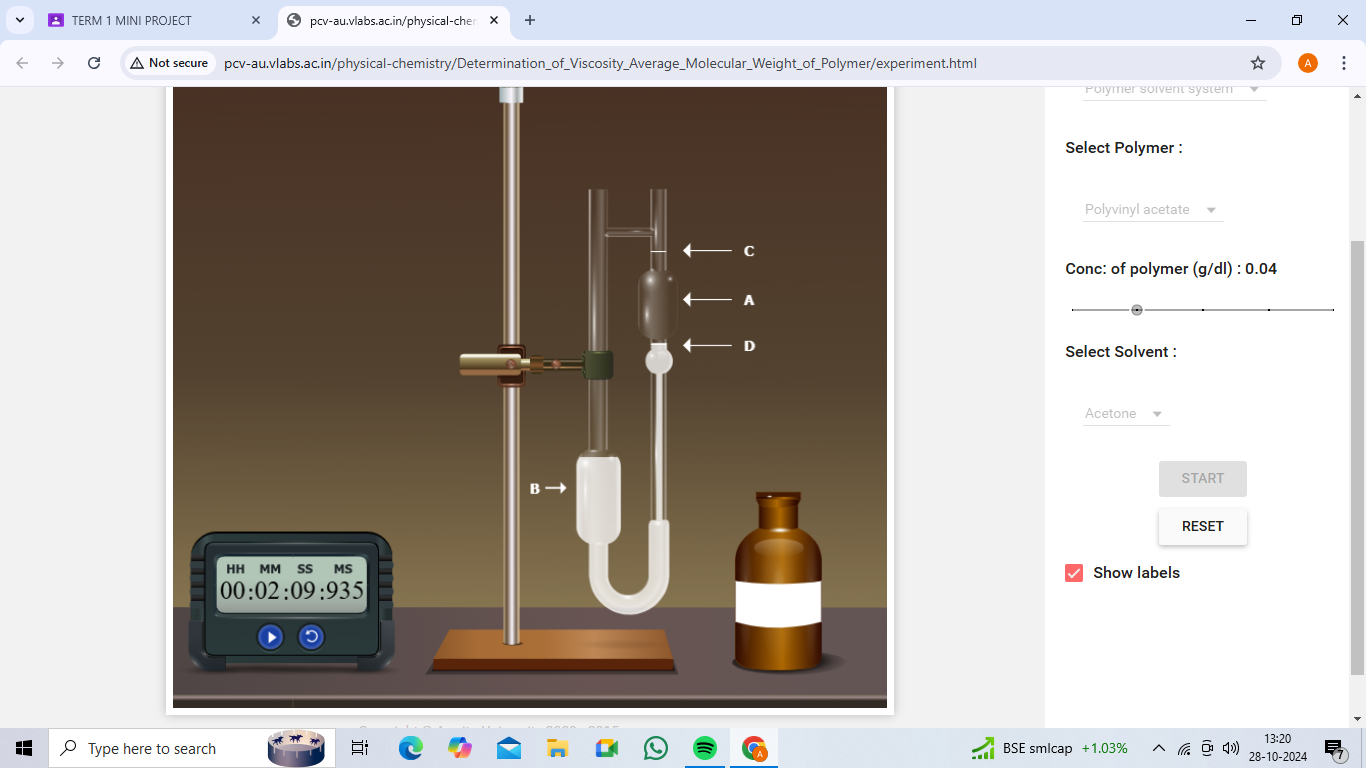 TERM 1 MINI PROJECT
pcv-au.vlabs.ac.in/physical-che
Not secure
pcv-au.vlabs.ac.in/physical-chemistry/Determination_of_Viscosity_Average_Molecular_Weight_of_Polymer/experiment.html
A
Polymer solvent system
Select Polymer :
Polyvinyl acetate
Conc: of polymer (g/dl) : 0.04
Select Solvent :
Acetone
START
RESET
Show labels
C
A
D
B
HH MM SS MS
00:02:09:935
Type here to search
A
BSE smlcap +1.03%
13:20
28-10-2024
7